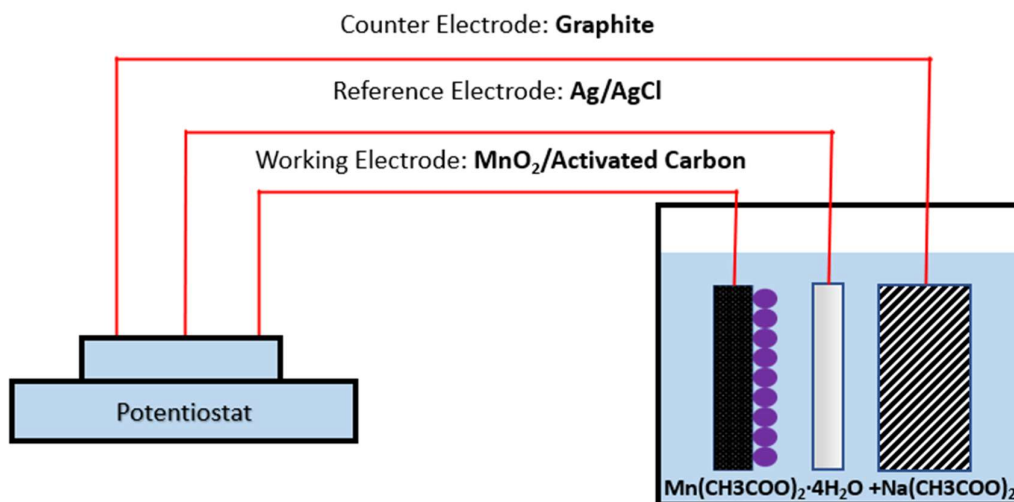 Counter Electrode: Graphite
Reference Electrode: Ag/AgCl
Working Electrode: MnO₂/Activated Carbon
Potentiostat
Mn(CH3COO)₂·4H₂O +Na(CH3COO)₂